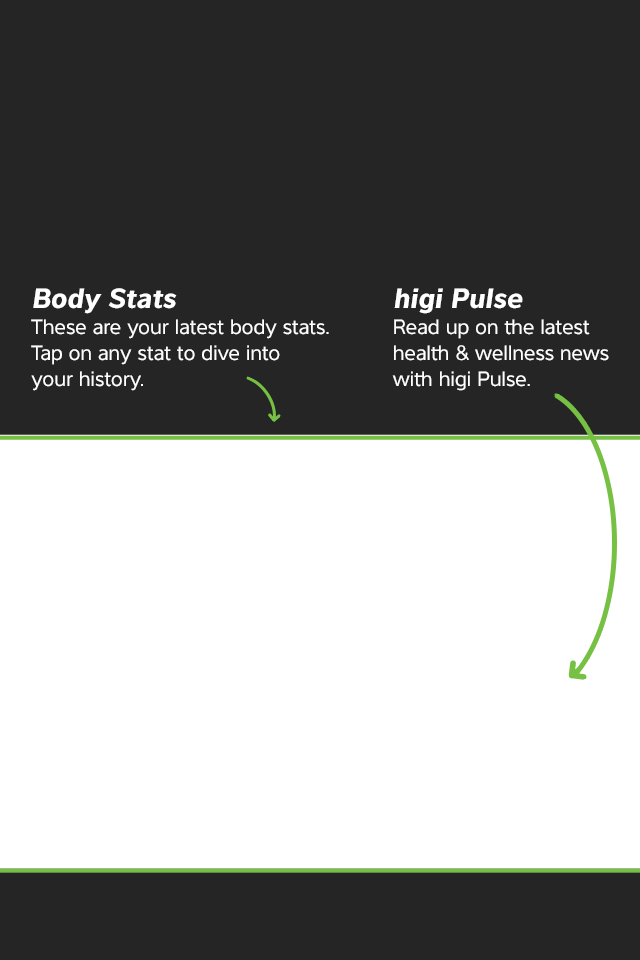 Body Stats
These are your latest body stats.
Tap on any stat to dive into
your history.
higi Pulse
Read up on the latest
health & wellness news
with higi Pulse.